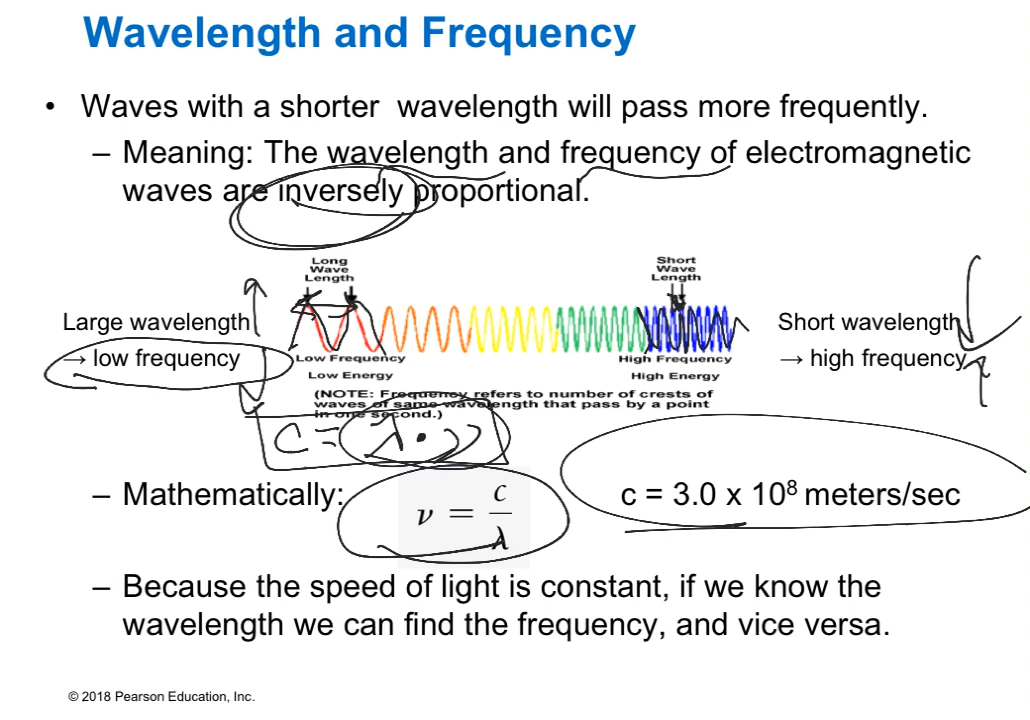 Wavelength and Frequency
• Waves with a shorter wavelength will pass more frequently.
– Meaning: The wavelength and frequency of electromagnetic
waves are inversely proportional.
Long
Wave
Length
Short
Wave
Length
Large wavelength
→ low frequency
Short wavelength
→ high frequency
Low Frequency
Low Energy
High Frequency
High Energy
(NOTE: Frequency refers to number of crests of
waves of same wavelength that pass by a point
in one second.)
C = λ • ν
– Mathematically:
ν = c/λ
c = 3.0 x 10⁸ meters/sec
– Because the speed of light is constant, if we know the
wavelength we can find the frequency, and vice versa.
© 2018 Pearson Education, Inc.